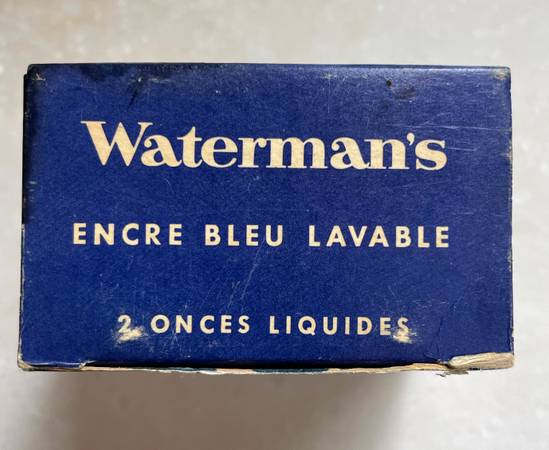 Waterman's
ENCRE BLEU LAVABLE
2 ONCES LIQUIDES